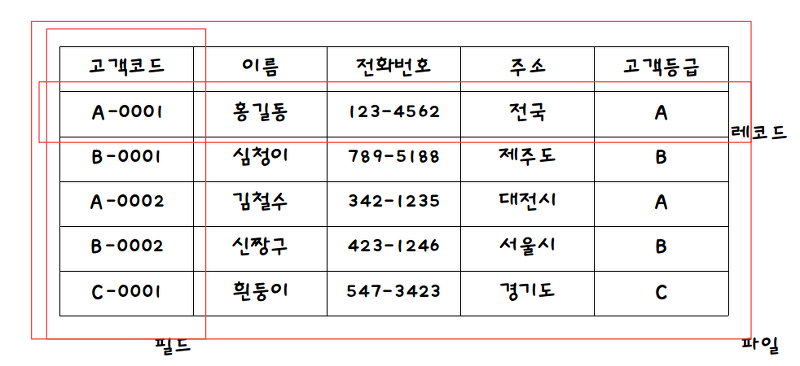 고객코드 이름 전화번호 주소 고객등급
A-0001 홍길동 123-4562 전국 A
레코드
B-0001 심청이 789-5188 제주도 B
A-0002 김철수 342-1235 대전시 A
B-0002 신짱구 423-1246 서울시 B
C-0001 흰둥이 547-3423 경기도 C
필드 파일